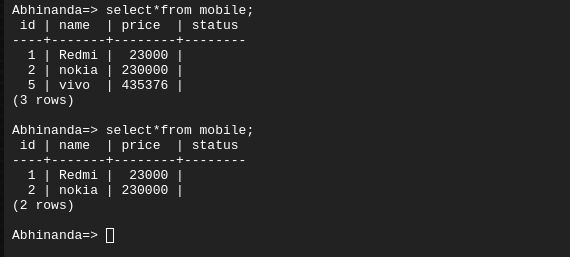 Abhinanda=> select*from mobile;
 id | name  | price  | status
----+-------+--------+--------
  1 | Redmi |  23000 |
  2 | nokia | 230000 |
  5 | vivo  | 435376 |
(3 rows)

Abhinanda=> select*from mobile;
 id | name  | price  | status
----+-------+--------+--------
  1 | Redmi |  23000 |
  2 | nokia | 230000 |
(2 rows)

Abhinanda=>